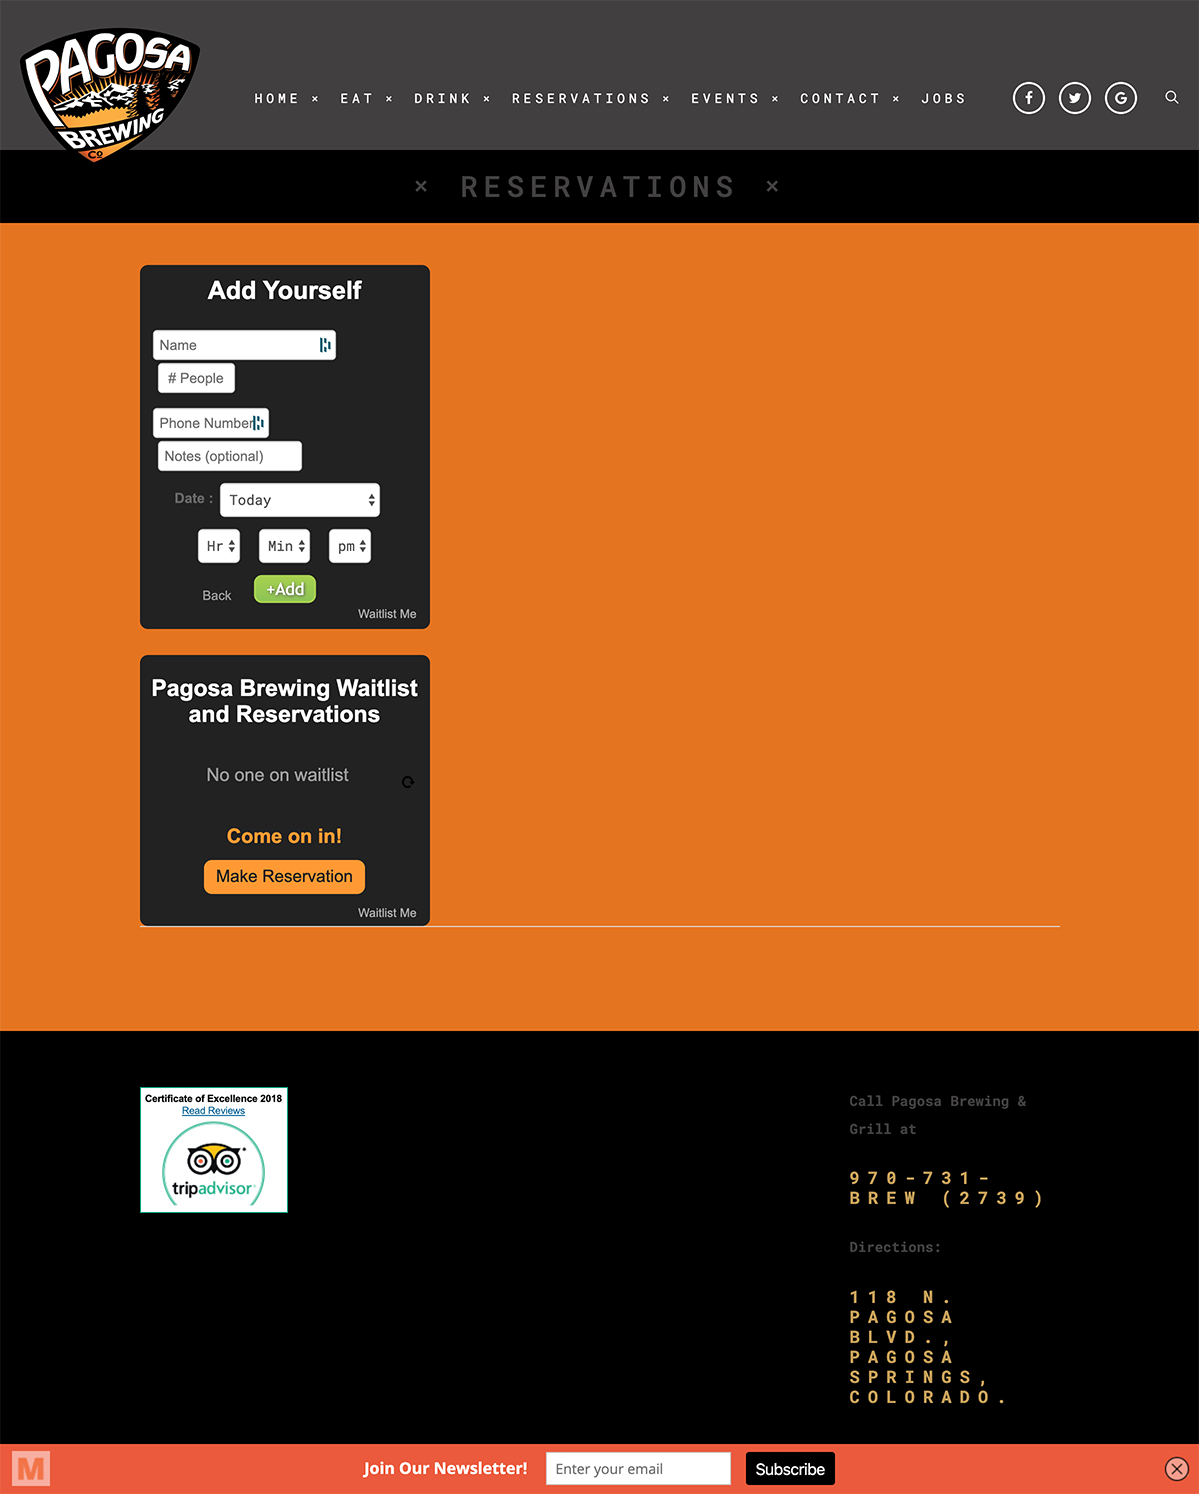 PAGOSA
BREWING
CO
HOME × EAT × DRINK × RESERVATIONS × EVENTS × CONTACT × JOBS
× RESERVATIONS ×
Add Yourself
Name
# People
Phone Number
Notes (optional)
Date : Today
Hr Min pm
Back +Add
Waitlist Me
Pagosa Brewing Waitlist
and Reservations
No one on waitlist
Come on in!
Make Reservation
Waitlist Me
Certificate of Excellence 2018
Read Reviews
tripadvisor
Call Pagosa Brewing &
Grill at
970-731-
BREW (2739)
Directions:
118 N.
PAGOSA
BLVD.,
PAGOSA
SPRINGS,
COLORADO.
M Join Our Newsletter! Enter your email Subscribe